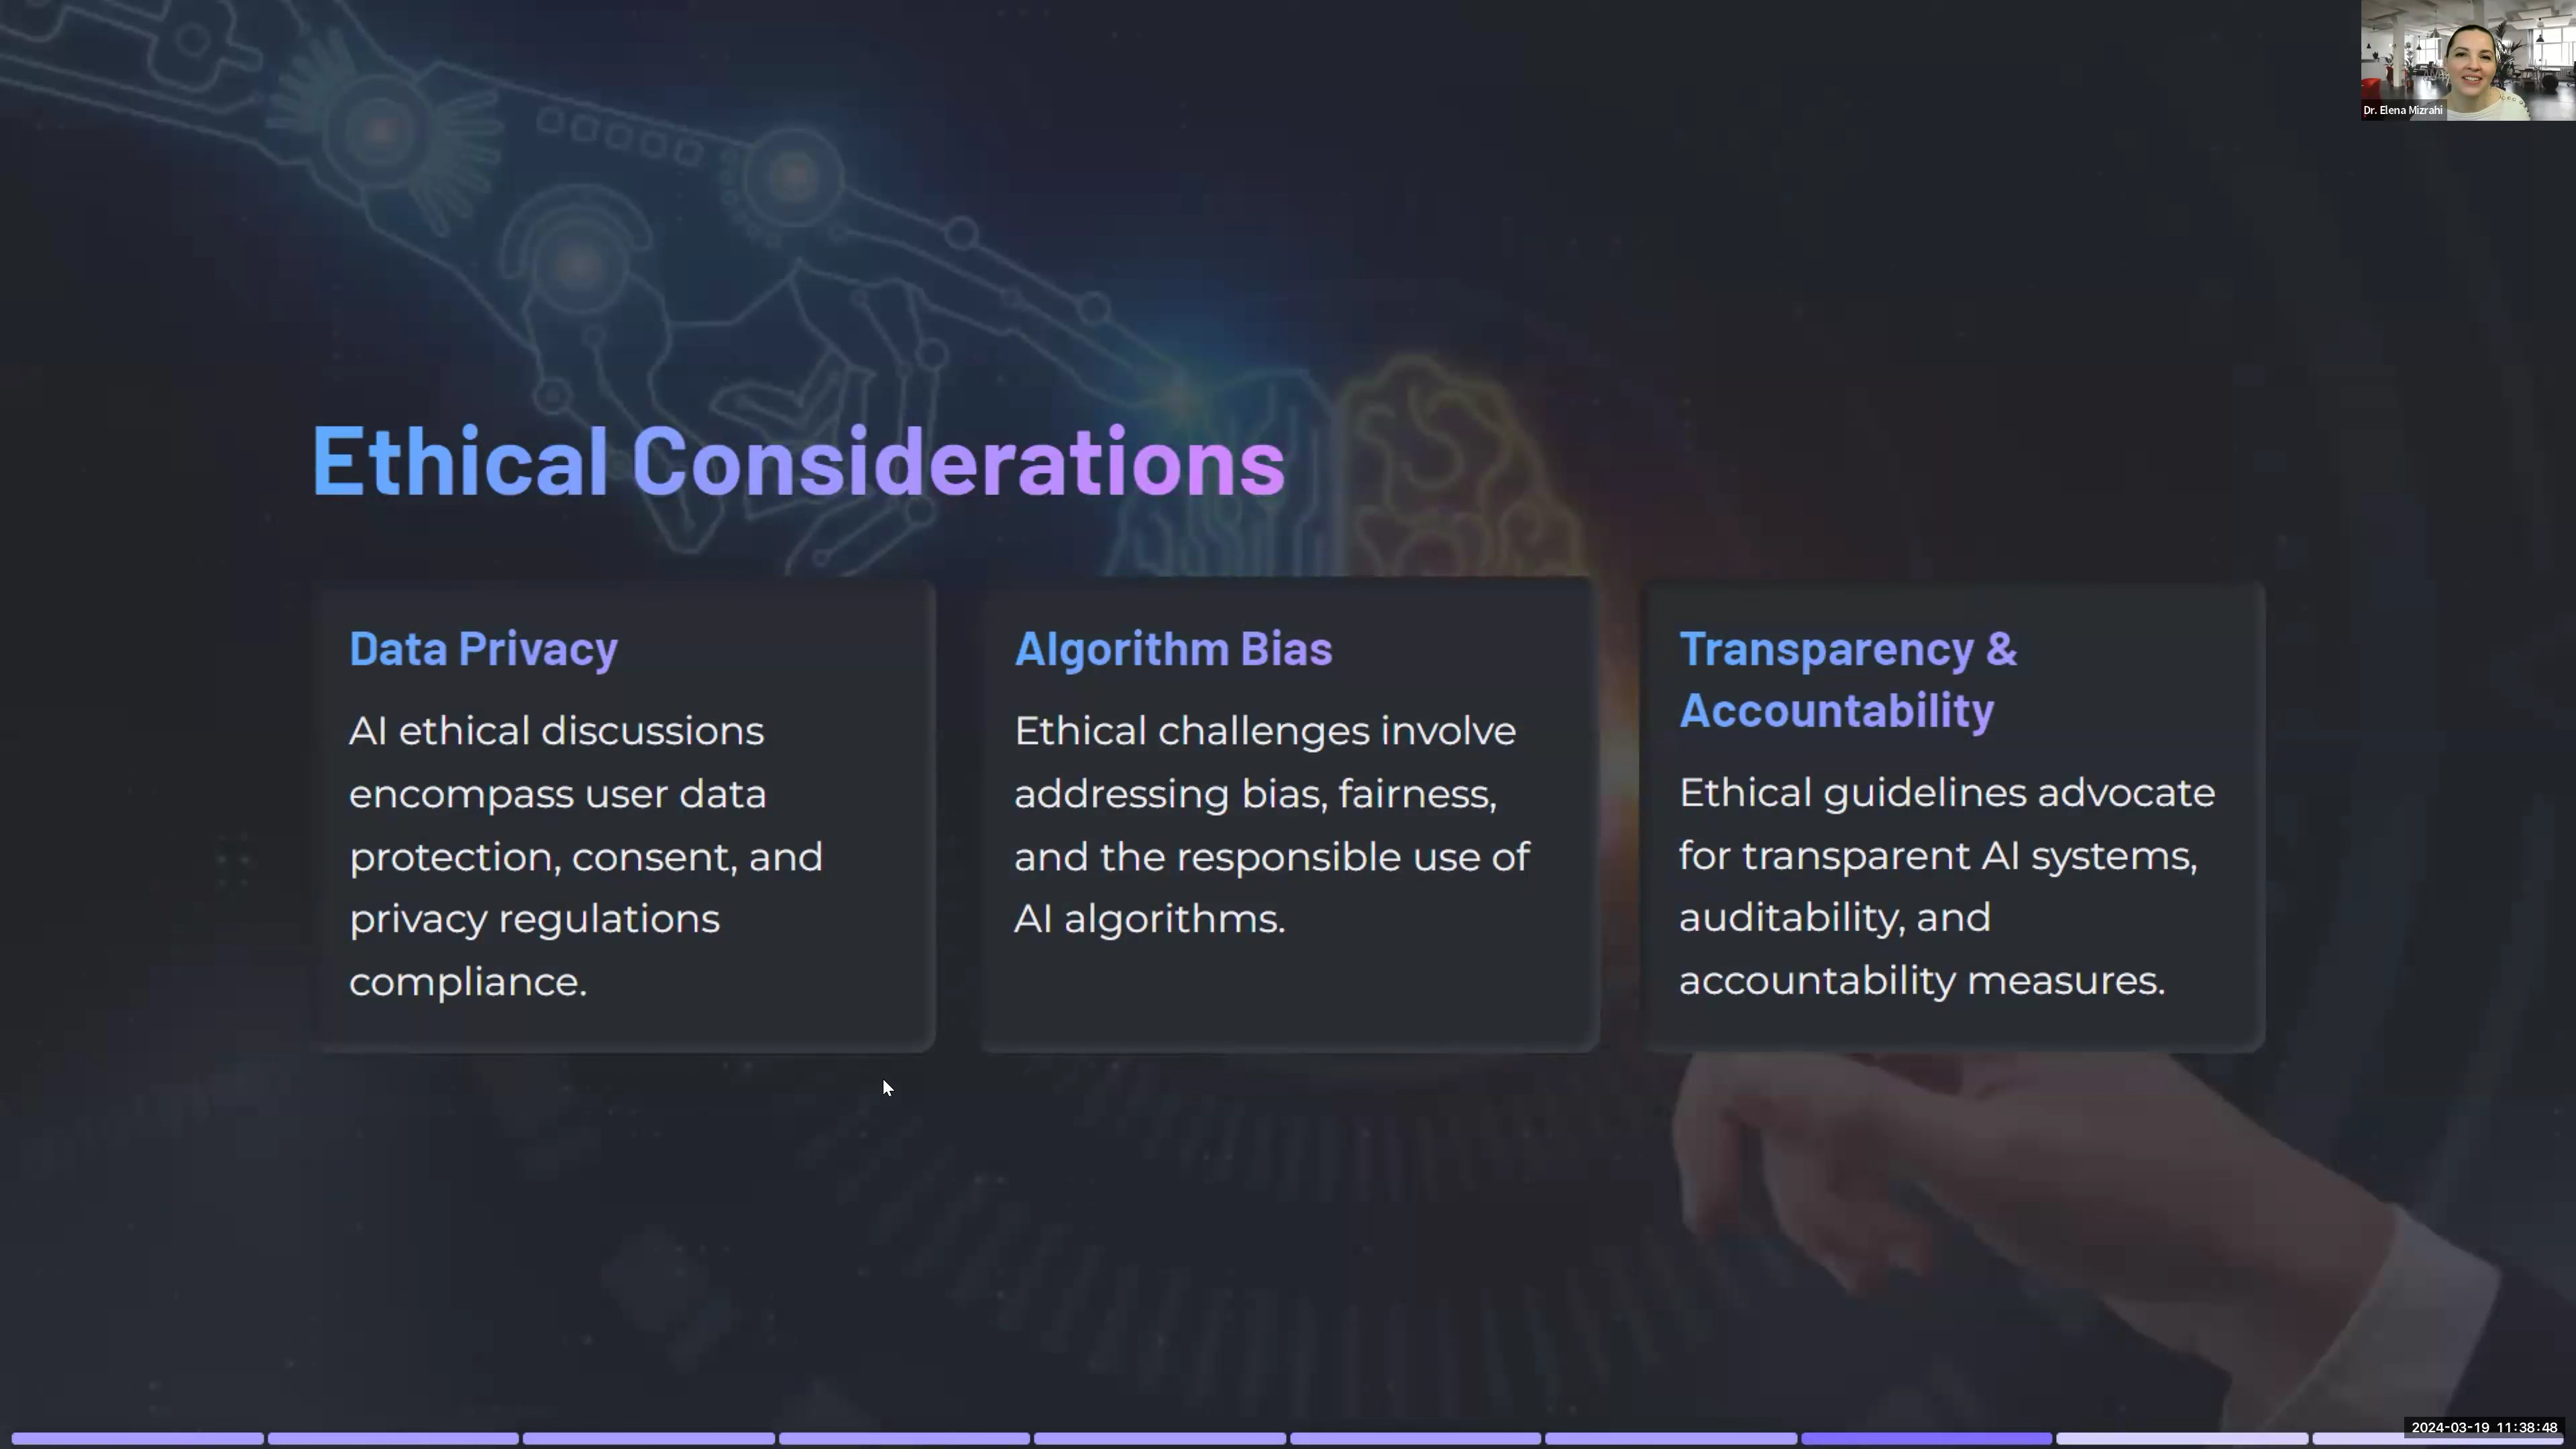 Dr. Elena Mizrahi
Ethical Considerations
Data Privacy
AI ethical discussions
encompass user data
protection, consent, and
privacy regulations
compliance.
Algorithm Bias
Ethical challenges involve
addressing bias, fairness,
and the responsible use of
AI algorithms.
Transparency &
Accountability
Ethical guidelines advocate
for transparent AI systems,
auditability, and
accountability measures.
2024-03-19 11:38:48